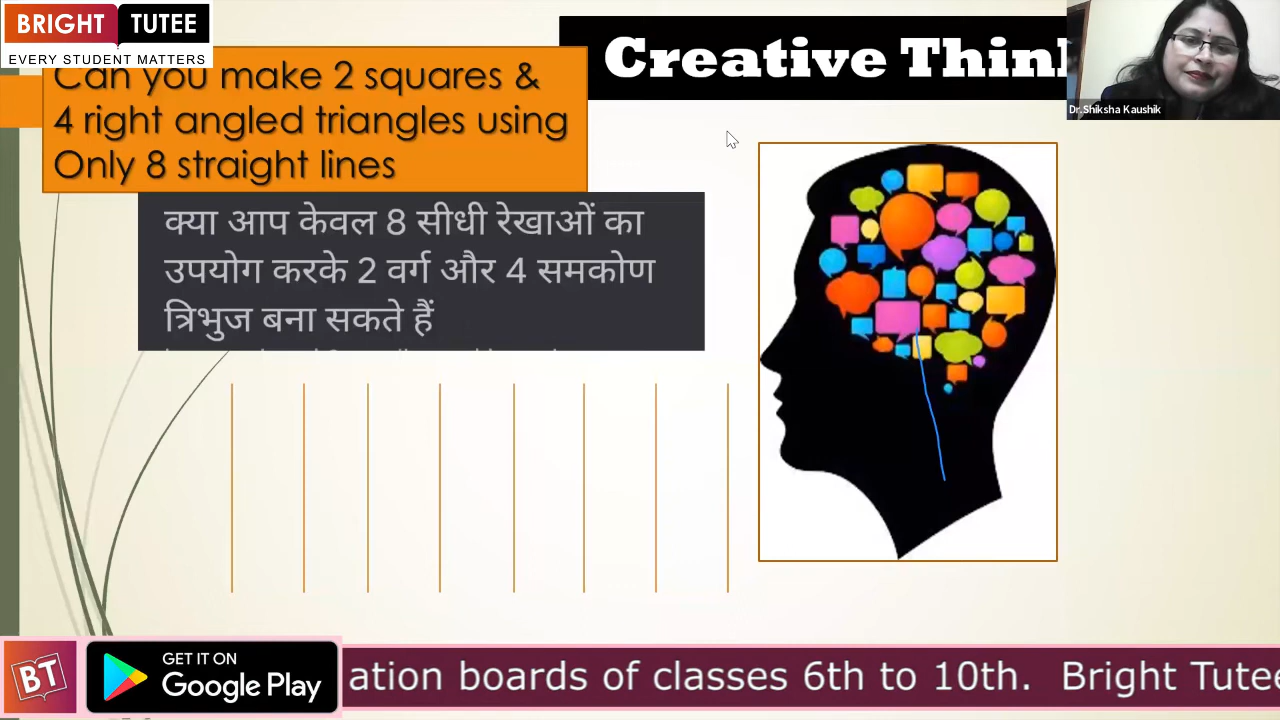 BRIGHT TUTEE
EVERY STUDENT MATTERS
Creative Thin
Can you make 2 squares &
4 right angled triangles using
Only 8 straight lines
Dr.Shiksha Kaushik
क्या आप केवल 8 सीधी रेखाओं का
उपयोग करके 2 वर्ग और 4 समकोण
त्रिभुज बना सकते हैं
BT
GET IT ON
Google Play
ation boards of classes 6th to 10th. Bright Tutee